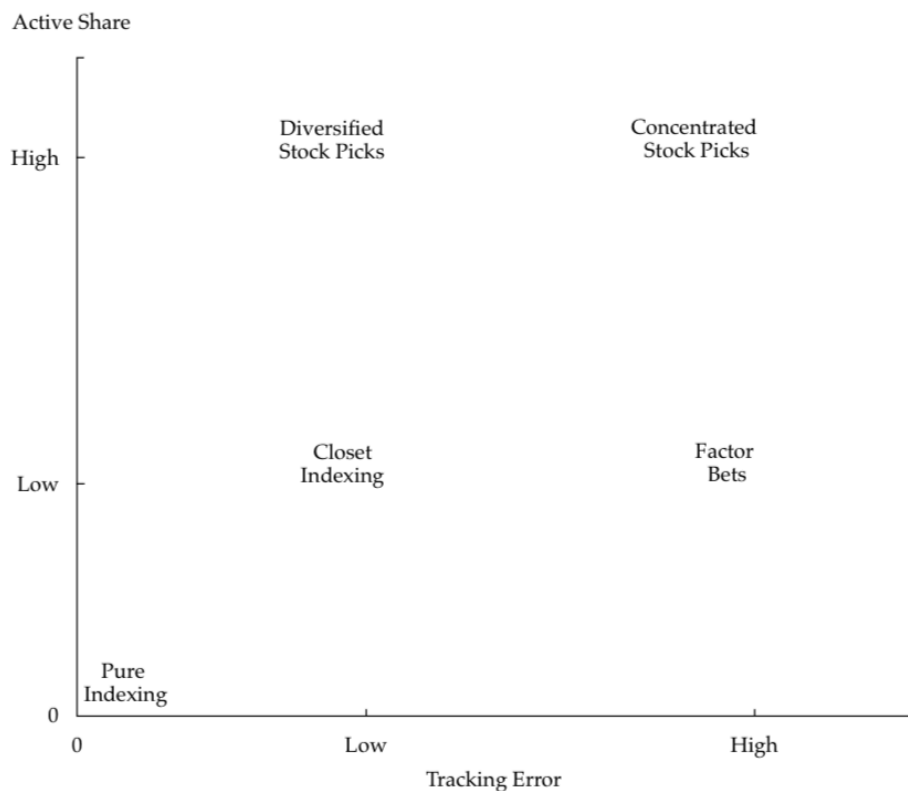 Active Share
Diversified
Stock Picks
Concentrated
Stock Picks
High
Closet
Indexing
Factor
Bets
Low
Pure
Indexing
0
0
Low
High
Tracking Error